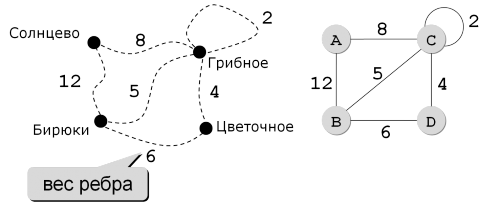 2
Солнцево
8
Грибное
12
5
4
Бирюки
Цветочное
6
вес ребра
A
8
C
2
12
5
4
B
6
D